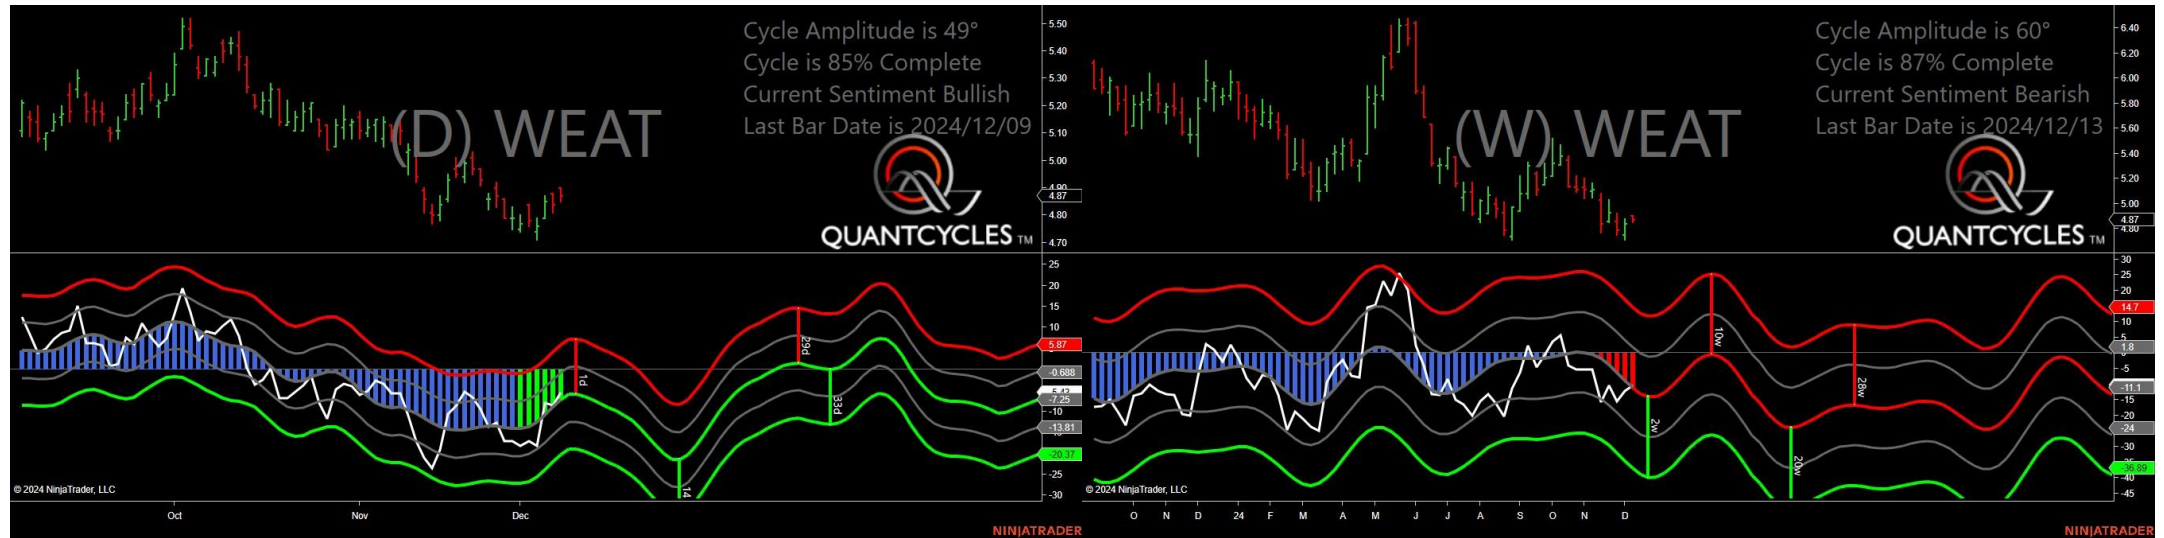 Cycle Amplitude is 49°
Cycle is 85% Complete
Current Sentiment Bullish
Last Bar Date is 2024/12/09
(D) WEAT
QUANTCYCLES TM
5.50
5.40
5.30
5.20
5.10
5.00
4.90
4.87
4.80
4.70
25
20
15
10
5.87
-0.688
-7.25
-10
-13.81
-20.37
-25
-30
1d
29d
33d
14
© 2024 NinjaTrader, LLC
Oct Nov Dec
NINJATRADER
Cycle Amplitude is 60°
Cycle is 87% Complete
Current Sentiment Bearish
Last Bar Date is 2024/12/13
(W) WEAT
QUANTCYCLES TM
6.40
6.20
6.00
5.80
5.60
5.40
5.20
5.00
4.87
4.80
30
25
20
14.7
10
1.8
-5
-11.1
-15
-20
-24
-30
-36.89
-40
-45
2w
10w
20w
28w
© 2024 NinjaTrader, LLC
O N D 24 F M A M J J A S O N D
NINJATRADER